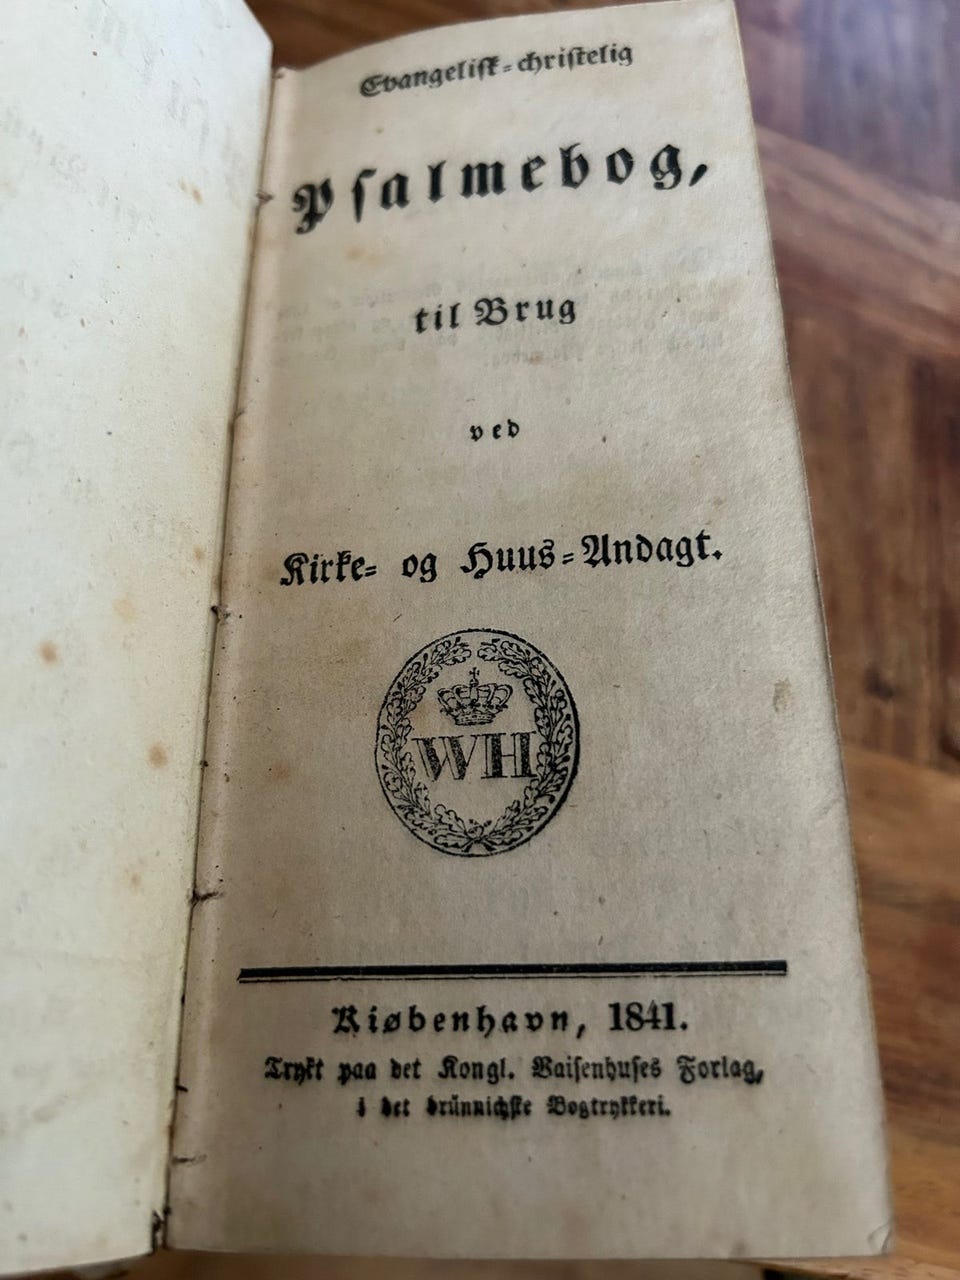 Evangelisk-christelig
Psalmebog,
til Brug
ved
Kirke- og Huus-Andagt.
WH
Kiøbenhavn, 1841.
Trykt paa det Kongl. Vaisenhuses Forlag,
i det brünnichske Bogtrykkeri.